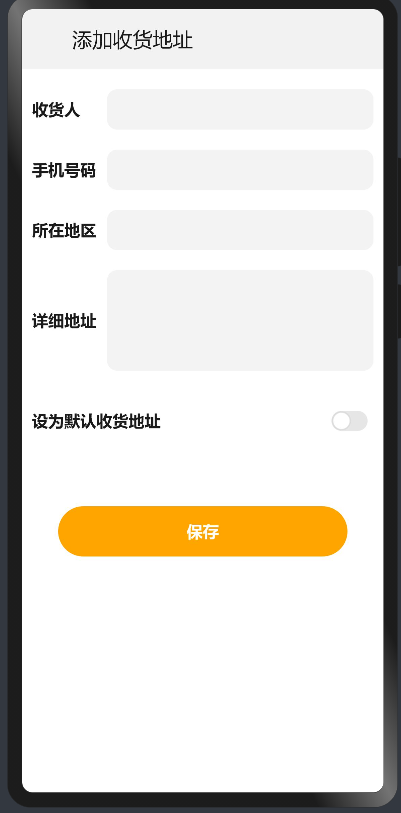 添加收货地址
收货人
手机号码
所在地区
详细地址
设为默认收货地址
保存